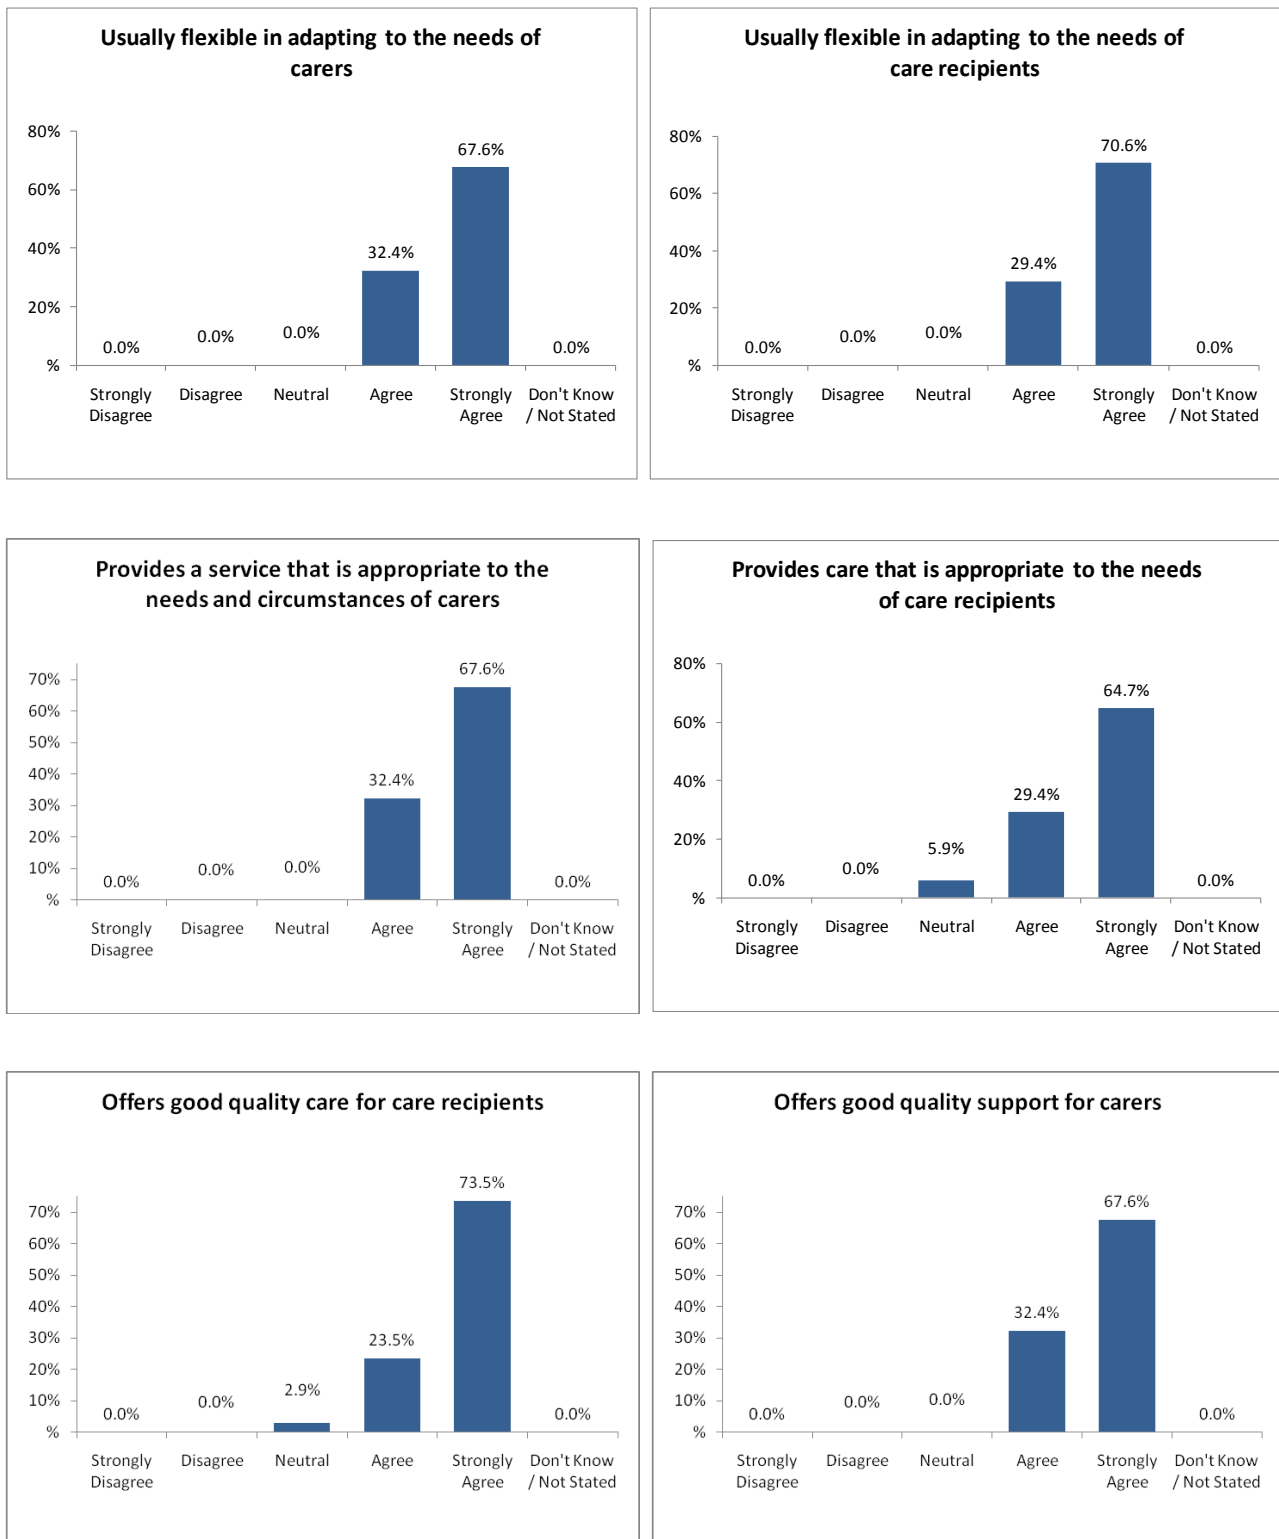 Usually flexible in adapting to the needs of
carers
80%
60%
40%
20%
%
0.0%
0.0%
0.0%
32.4%
67.6%
0.0%
Strongly
Disagree
Disagree
Neutral
Agree
Strongly
Agree
Don't Know
/ Not Stated
Usually flexible in adapting to the needs of
care recipients
80%
60%
40%
20%
%
0.0%
0.0%
0.0%
29.4%
70.6%
0.0%
Strongly
Disagree
Disagree
Neutral
Agree
Strongly
Agree
Don't Know
/ Not Stated
Provides a service that is appropriate to the
needs and circumstances of carers
70%
60%
50%
40%
30%
20%
10%
%
0.0%
0.0%
0.0%
32.4%
67.6%
0.0%
Strongly
Disagree
Disagree
Neutral
Agree
Strongly
Agree
Don't Know
/ Not Stated
Provides care that is appropriate to the needs
of care recipients
80%
60%
40%
20%
%
0.0%
0.0%
5.9%
29.4%
64.7%
0.0%
Strongly
Disagree
Disagree
Neutral
Agree
Strongly
Agree
Don't Know
/ Not Stated
Offers good quality care for care recipients
70%
60%
50%
40%
30%
20%
10%
%
0.0%
0.0%
2.9%
23.5%
73.5%
0.0%
Strongly
Disagree
Disagree
Neutral
Agree
Strongly
Agree
Don't Know
/ Not Stated
Offers good quality support for carers
70%
60%
50%
40%
30%
20%
10%
%
0.0%
0.0%
0.0%
32.4%
67.6%
0.0%
Strongly
Disagree
Disagree
Neutral
Agree
Strongly
Agree
Don't Know
/ Not Stated